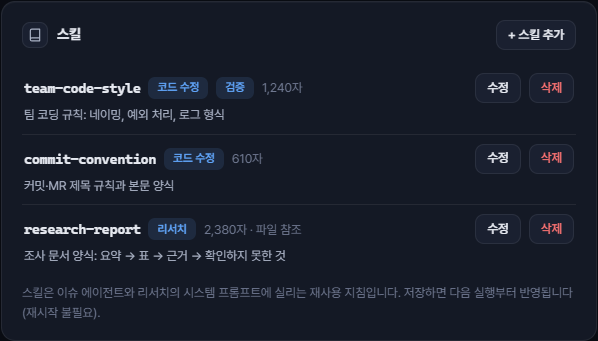 스킬
+ 스킬 추가
team-code-style 코드 수정 검증 1,240자 수정 삭제
팀 코딩 규칙: 네이밍, 예외 처리, 로그 형식
commit-convention 코드 수정 610자 수정 삭제
커밋·MR 제목 규칙과 본문 양식
research-report 리서치 2,380자 · 파일 참조 수정 삭제
조사 문서 양식: 요약 → 표 → 근거 → 확인하지 못한 것
스킬은 이슈 에이전트와 리서치의 시스템 프롬프트에 실리는 재사용 지침입니다. 저장하면 다음 실행부터 반영됩니다
(재시작 불필요).